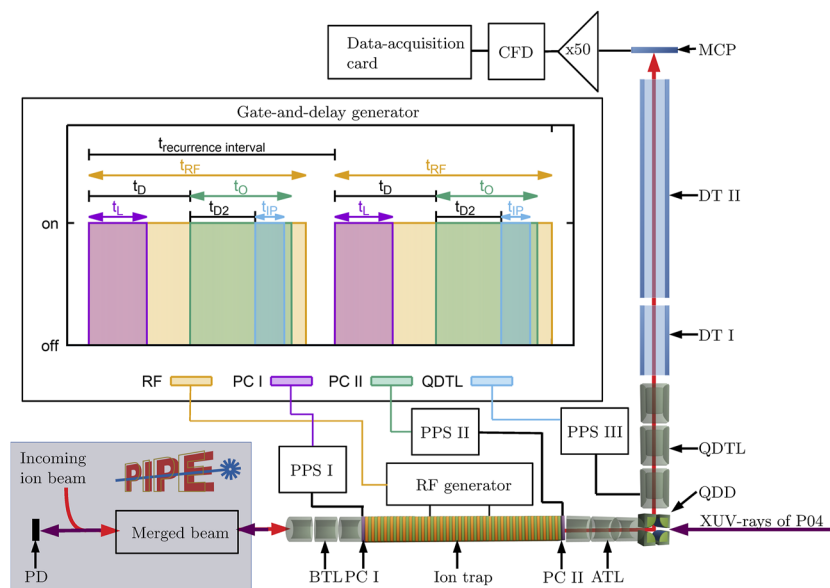 Data-acquisition
card
CFD
x50
MCP
Gate-and-delay generator
trecurrence interval
tRF
tRF
tD
tO
tD
tO
tL
tD2
tIP
tL
tD2
tIP
on
off
DT II
DT I
RF
PC I
PC II
QDTL
PPS I
PPS II
PPS III
RF generator
QDTL
QDD
XUV-rays of P04
Incoming
ion beam
PIPE
Merged beam
PD
BTL
PC I
Ion trap
PC II
ATL